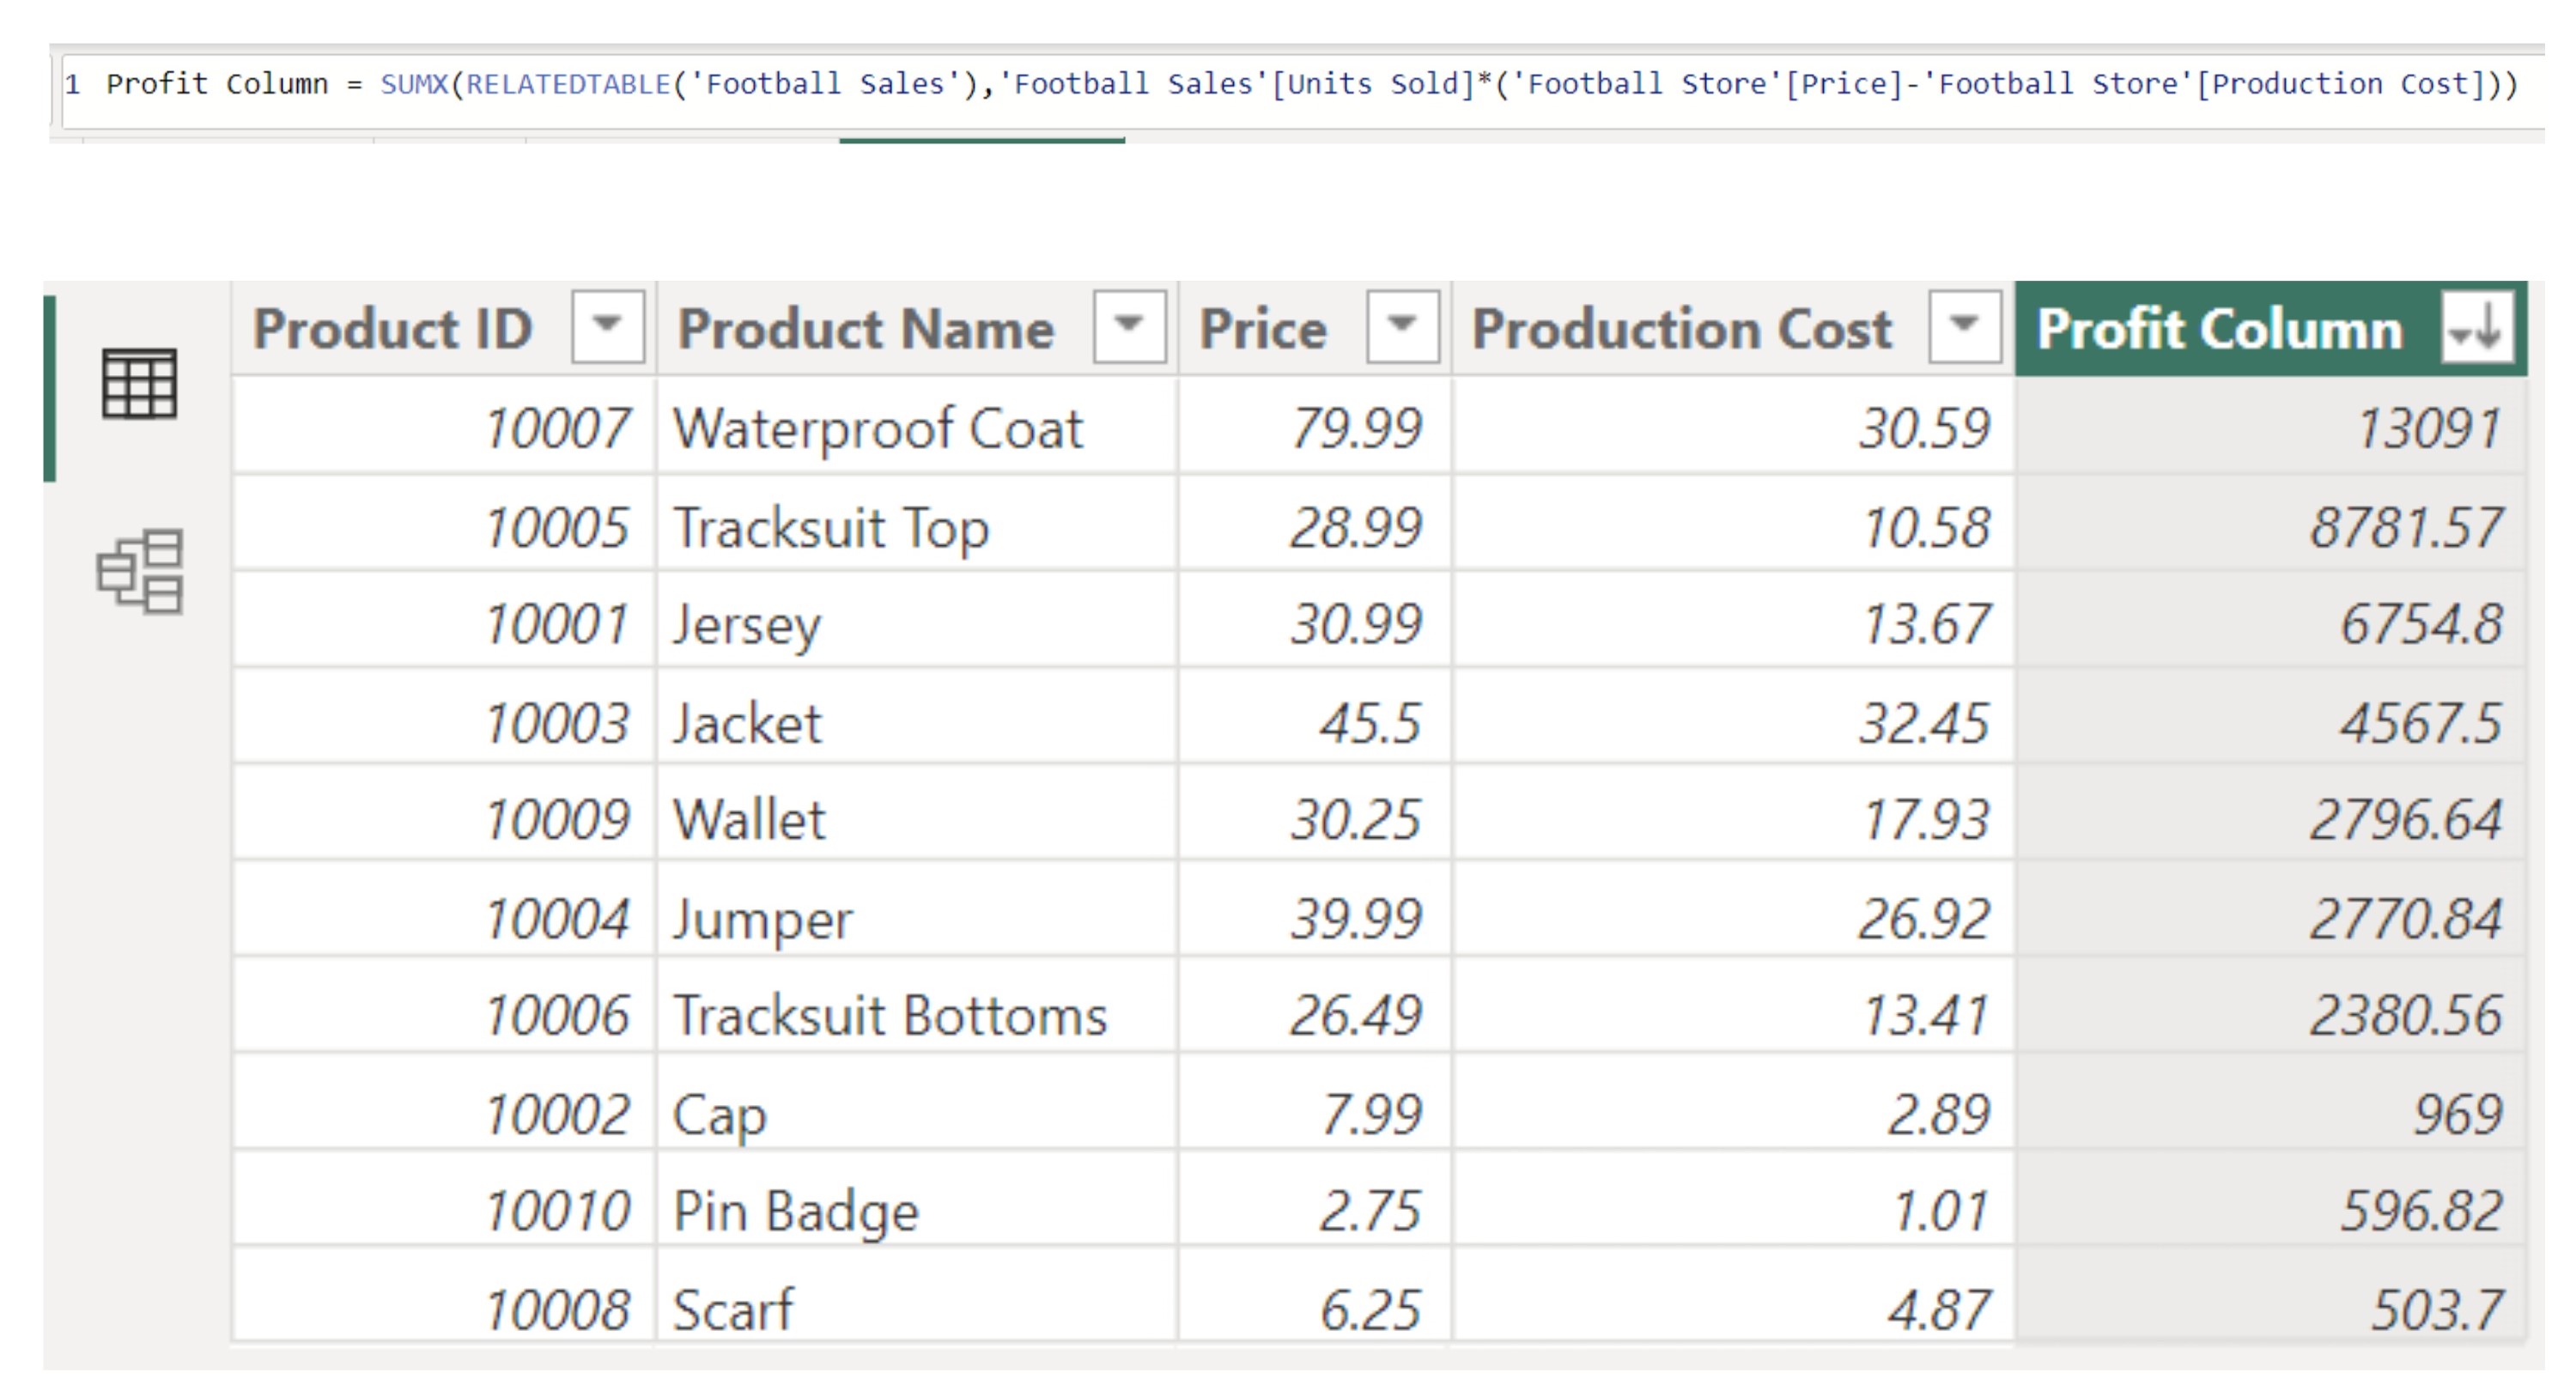 1 Profit Column = SUMX(RELATEDTABLE('Football Sales'),'Football Sales'[Units Sold]*('Football Store'[Price]-'Football Store'[Production Cost]))
Product ID Product Name Price Production Cost Profit Column
10007 Waterproof Coat 79.99 30.59 13091
10005 Tracksuit Top 28.99 10.58 8781.57
10001 Jersey 30.99 13.67 6754.8
10003 Jacket 45.5 32.45 4567.5
10009 Wallet 30.25 17.93 2796.64
10004 Jumper 39.99 26.92 2770.84
10006 Tracksuit Bottoms 26.49 13.41 2380.56
10002 Cap 7.99 2.89 969
10010 Pin Badge 2.75 1.01 596.82
10008 Scarf 6.25 4.87 503.7